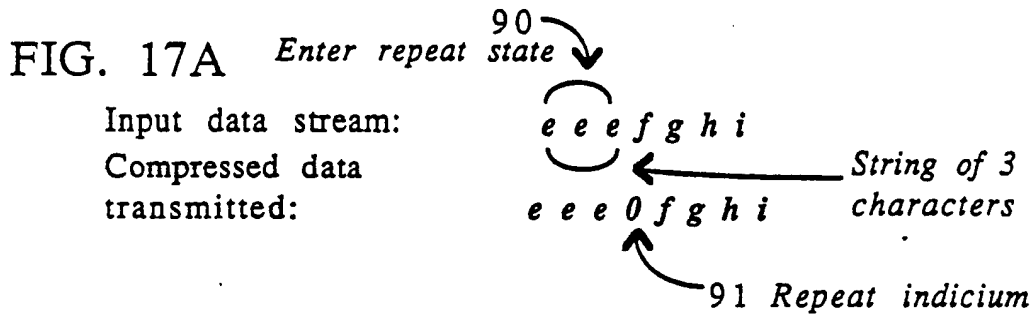 90
FIG. 17A Enter repeat state
Input data stream: e e e f g h i
Compressed data
String of 3
transmitted: e e e 0 f g h i characters
91 Repeat indicium